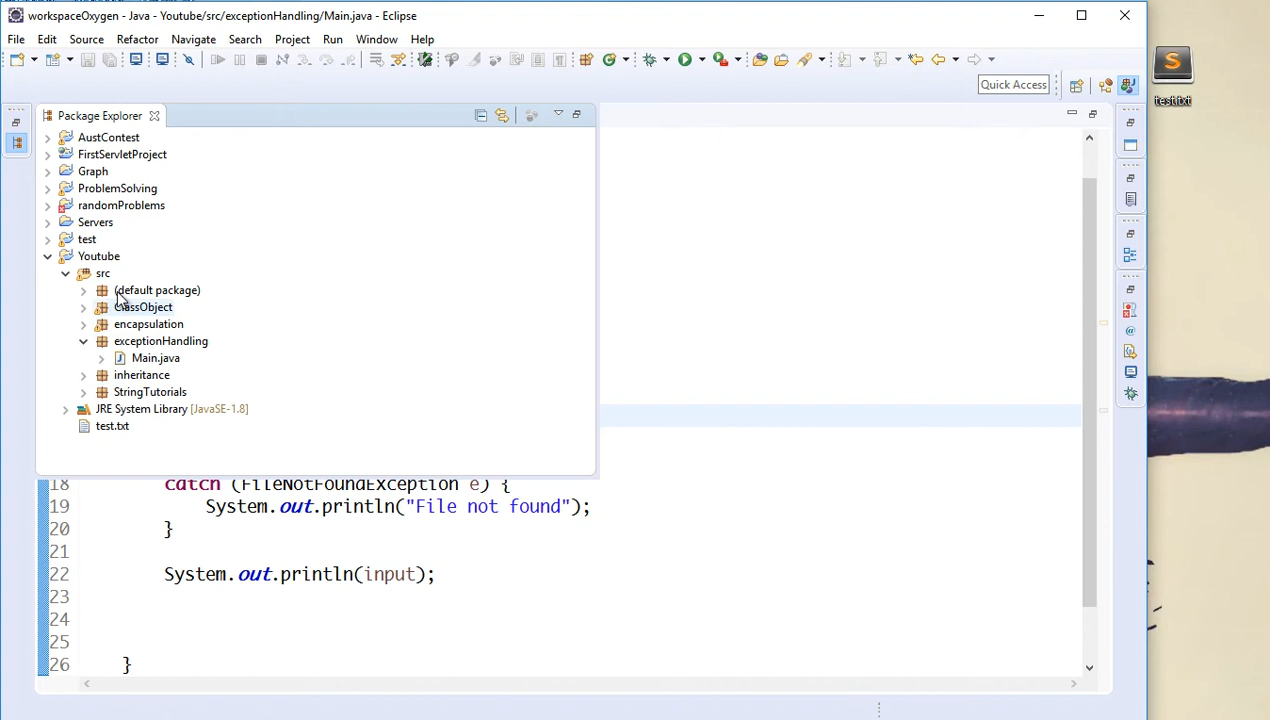 workspaceOxygen - Java - Youtube/src/exceptionHandling/Main.java - Eclipse
File Edit Source Refactor Navigate Search Project Run Window Help
Quick Access
test.txt
Package Explorer
AustContest
FirstServletProject
Graph
ProblemSolving
randomProblems
Servers
test
Youtube
src
(default package)
ClassObject
encapsulation
exceptionHandling
Main.java
inheritance
StringTutorials
JRE System Library [JavaSE-1.8]
test.txt
18 catch (FileNotFoundException e) {
19 System.out.println("File not found");
20 }
21
22 System.out.println(input);
23
24
25
26 }